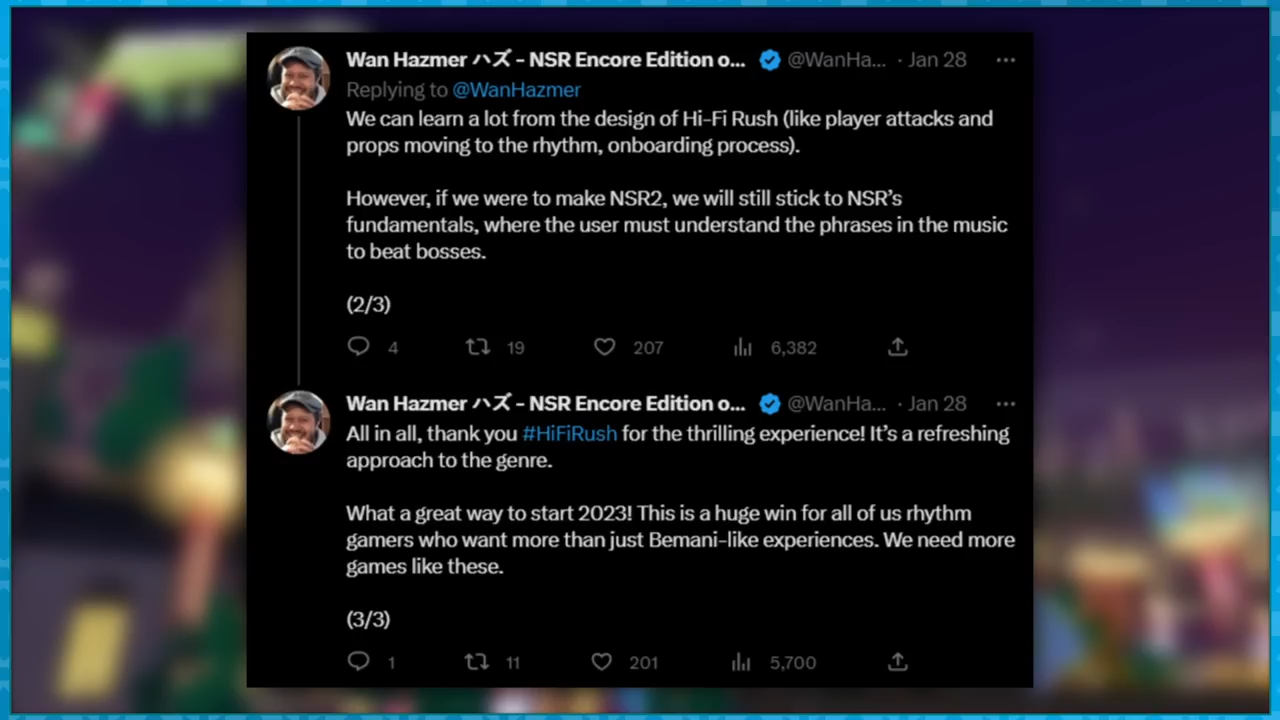 Wan Hazmer ハズ - NSR Encore Edition o... @WanHa... · Jan 28 ...
Replying to @WanHazmer
We can learn a lot from the design of Hi-Fi Rush (like player attacks and
props moving to the rhythm, onboarding process).
However, if we were to make NSR2, we will still stick to NSR’s
fundamentals, where the user must understand the phrases in the music
to beat bosses.
(2/3)
4 19 207 6,382
Wan Hazmer ハズ - NSR Encore Edition o... @WanHa... · Jan 28 ...
All in all, thank you #HiFiRush for the thrilling experience! It’s a refreshing
approach to the genre.
What a great way to start 2023! This is a huge win for all of us rhythm
gamers who want more than just Bemani-like experiences. We need more
games like these.
(3/3)
1 11 201 5,700